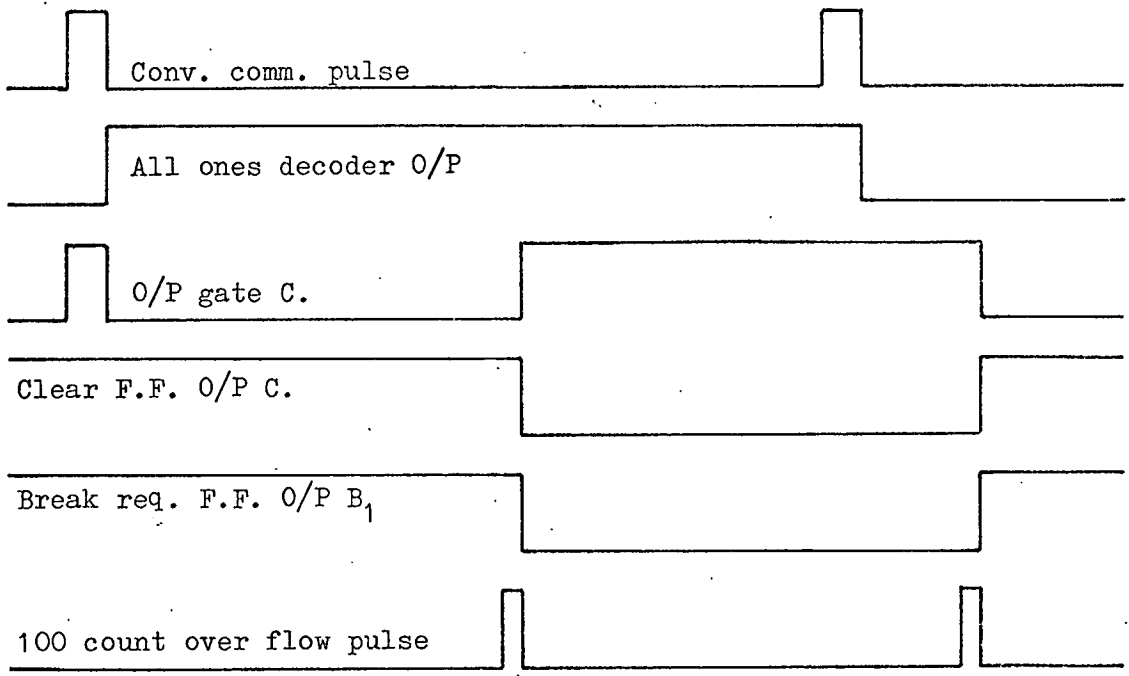 Conv. comm. pulse
All ones decoder O/P
O/P gate C.
Clear F.F. O/P C.
Break req. F.F. O/P B₁
100 count over flow pulse